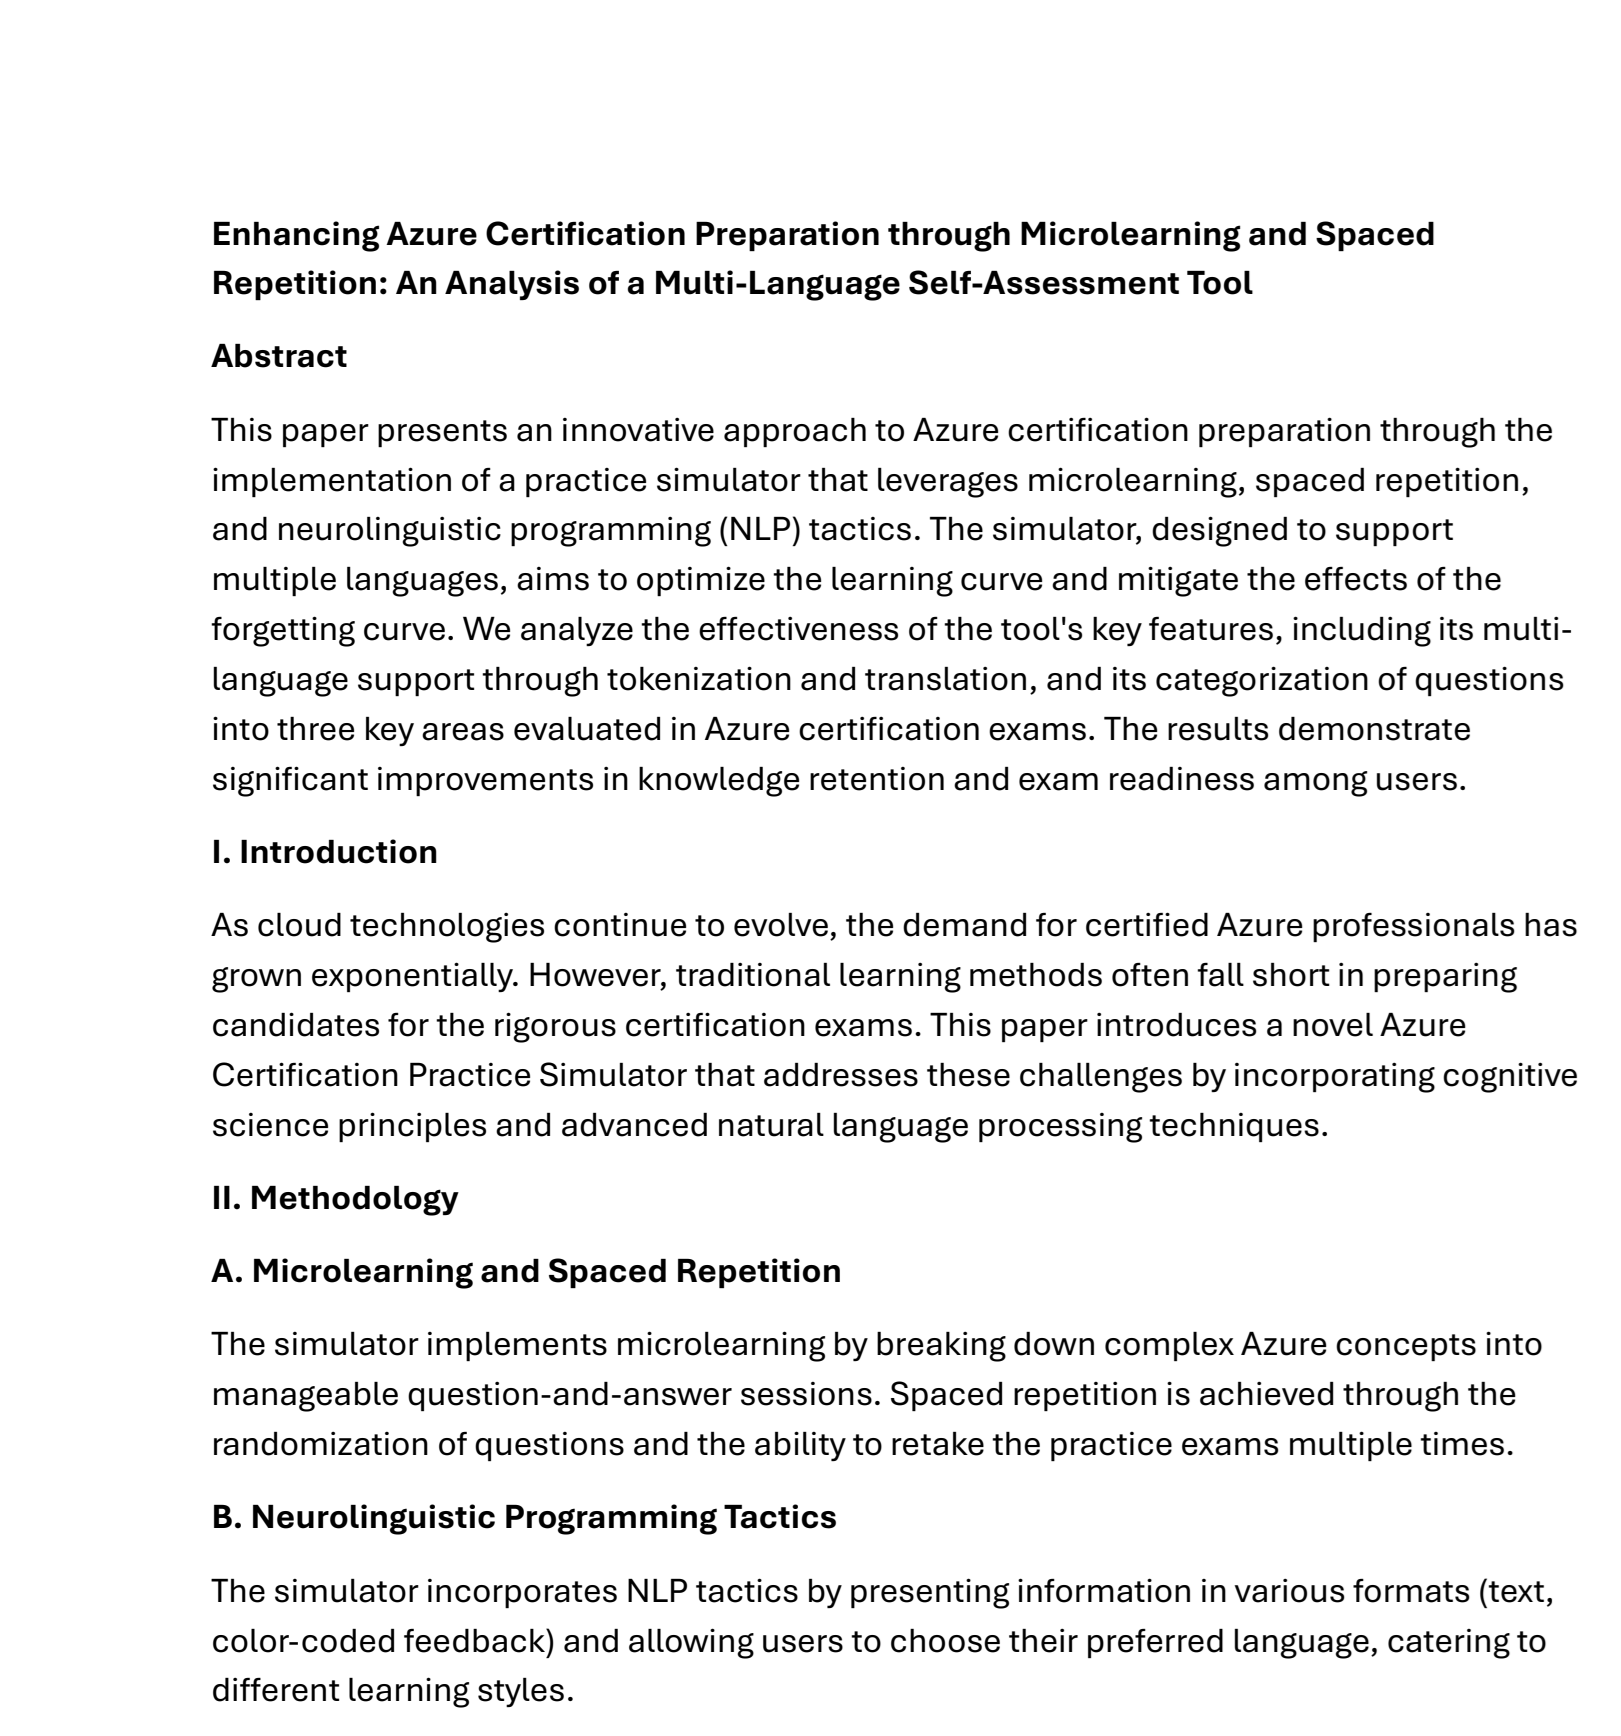 Enhancing Azure Certification Preparation through Microlearning and Spaced
Repetition: An Analysis of a Multi-Language Self-Assessment Tool
Abstract
This paper presents an innovative approach to Azure certification preparation through the
implementation of a practice simulator that leverages microlearning, spaced repetition,
and neurolinguistic programming (NLP) tactics. The simulator, designed to support
multiple languages, aims to optimize the learning curve and mitigate the effects of the
forgetting curve. We analyze the effectiveness of the tool's key features, including its multi-
language support through tokenization and translation, and its categorization of questions
into three key areas evaluated in Azure certification exams. The results demonstrate
significant improvements in knowledge retention and exam readiness among users.
I. Introduction
As cloud technologies continue to evolve, the demand for certified Azure professionals has
grown exponentially. However, traditional learning methods often fall short in preparing
candidates for the rigorous certification exams. This paper introduces a novel Azure
Certification Practice Simulator that addresses these challenges by incorporating cognitive
science principles and advanced natural language processing techniques.
II. Methodology
A. Microlearning and Spaced Repetition
The simulator implements microlearning by breaking down complex Azure concepts into
manageable question-and-answer sessions. Spaced repetition is achieved through the
randomization of questions and the ability to retake the practice exams multiple times.
B. Neurolinguistic Programming Tactics
The simulator incorporates NLP tactics by presenting information in various formats (text,
color-coded feedback) and allowing users to choose their preferred language, catering to
different learning styles.